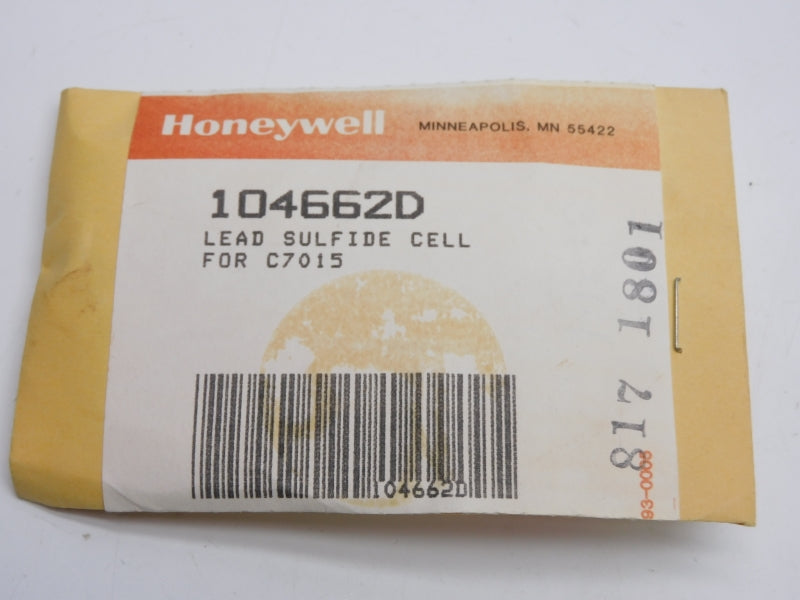 Honeywell
MINNEAPOLIS, MN 55422
104662D
LEAD SULFIDE CELL
FOR C7015
104662D
817 1801